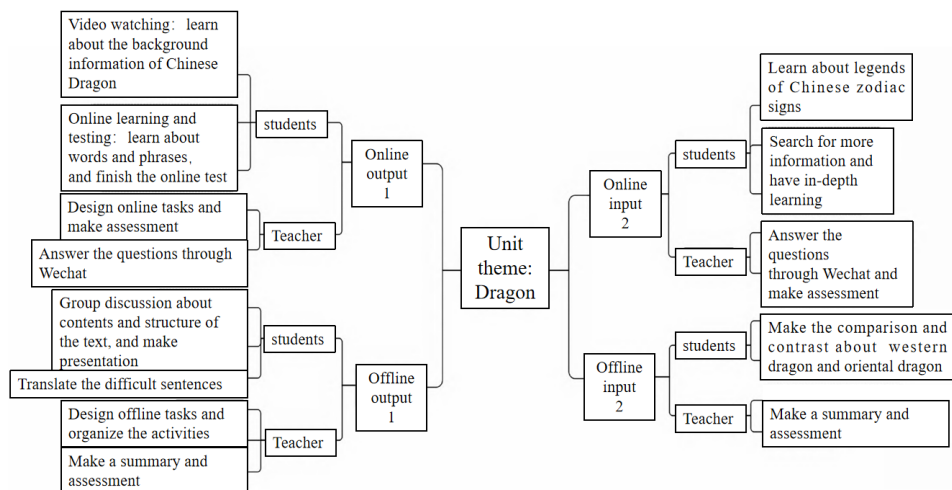 Video watching: learn
about the background
information of Chinese
Dragon
Online learning and
testing: learn about
words and phrases,
and finish the online test
students
Design online tasks and
make assessment
Answer the questions through
Wechat
Teacher
Online
output
1
Group discussion about
contents and structure of
the text, and make
presentation
Translate the difficult sentences
students
Design offline tasks and
organize the activities
Make a summary and
assessment
Teacher
Offline
output
1
Unit
theme:
Dragon
Online
input
2
students
Learn about legends
of Chinese zodiac
signs
Search for more
information and
have in-depth
learning
Teacher
Answer the
questions
through Wechat and
make assessment
Offline
input
2
students
Make the comparison and
contrast about western
dragon and oriental dragon
Teacher
Make a summary and
assessment